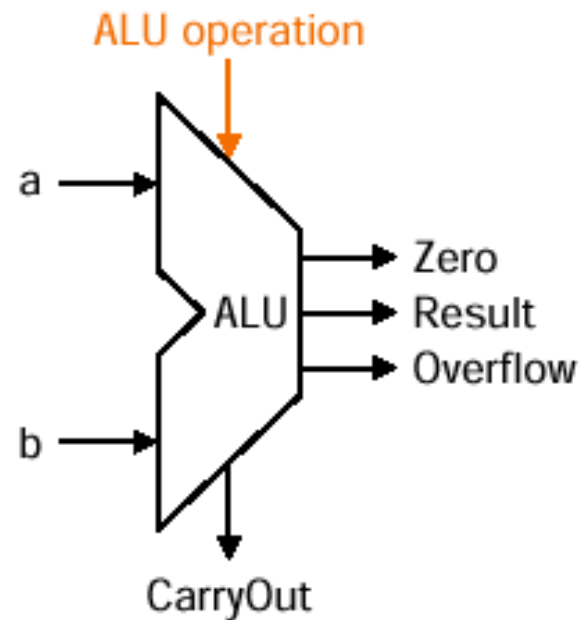 ALU operation
a
Zero
ALU
Result
Overflow
b
CarryOut